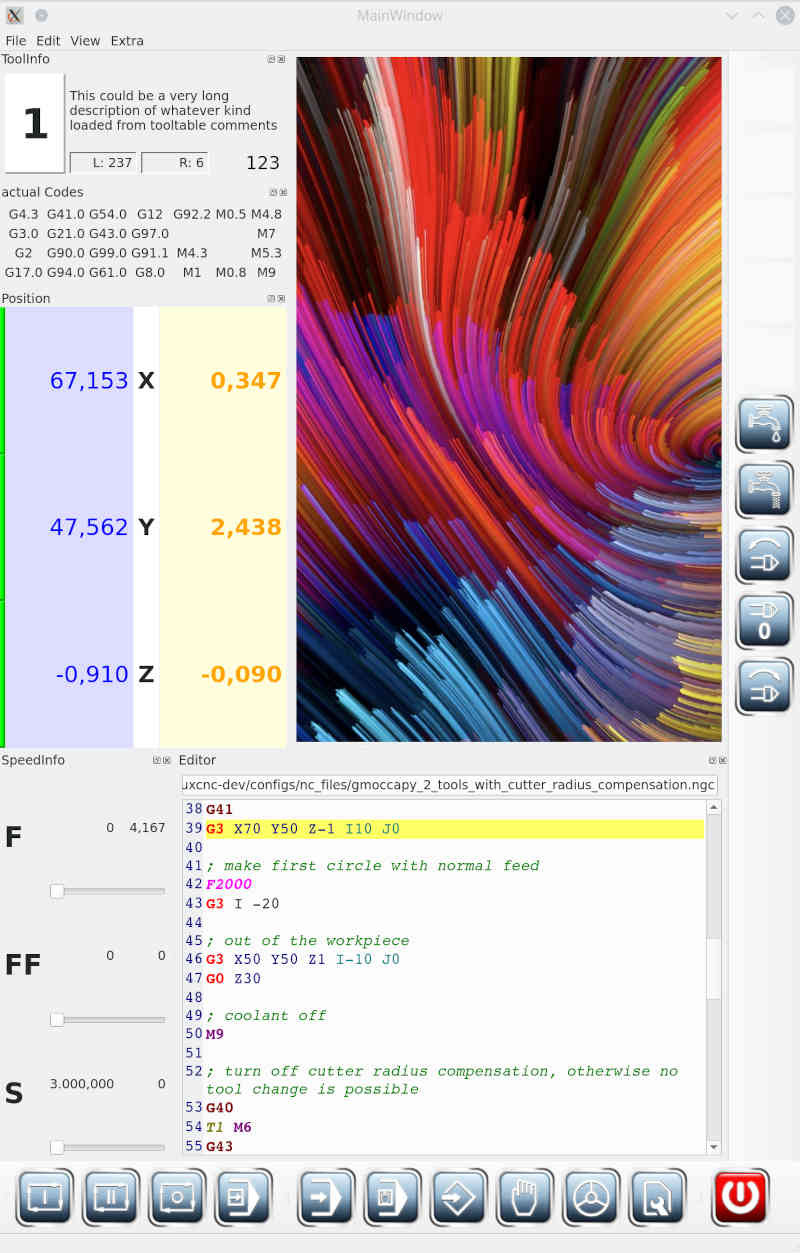 MainWindow
File Edit View Extra
ToolInfo
1
This could be a very long
description of whatever kind
loaded from tooltable comments
L: 237 R: 6 123
actual Codes
G4.3 G41.0 G54.0 G12 G92.2 M0.5 M4.8
G3.0 G21.0 G43.0 G97.0 M7
G2 G90.0 G99.0 G91.1 M4.3 M5.3
G17.0 G94.0 G61.0 G8.0 M1 M0.8 M9
Position
67,153 X 0,347
47,562 Y 2,438
-0,910 Z -0,090
0
SpeedInfo
F 0 4,167
FF 0 0
S 3.000,000 0
Editor
uxcnc-dev/configs/nc_files/gmoccapy_2_tools_with_cutter_radius_compensation.ngc
38 G41
39 G3 X70 Y50 Z-1 I10 J0
40
41 ; make first circle with normal feed
42 F2000
43 G3 I -20
44
45 ; out of the workpiece
46 G3 X50 Y50 Z1 I-10 J0
47 G0 Z30
48
49 ; coolant off
50 M9
51
52 ; turn off cutter radius compensation, otherwise no
tool change is possible
53 G40
54 T1 M6
55 G43